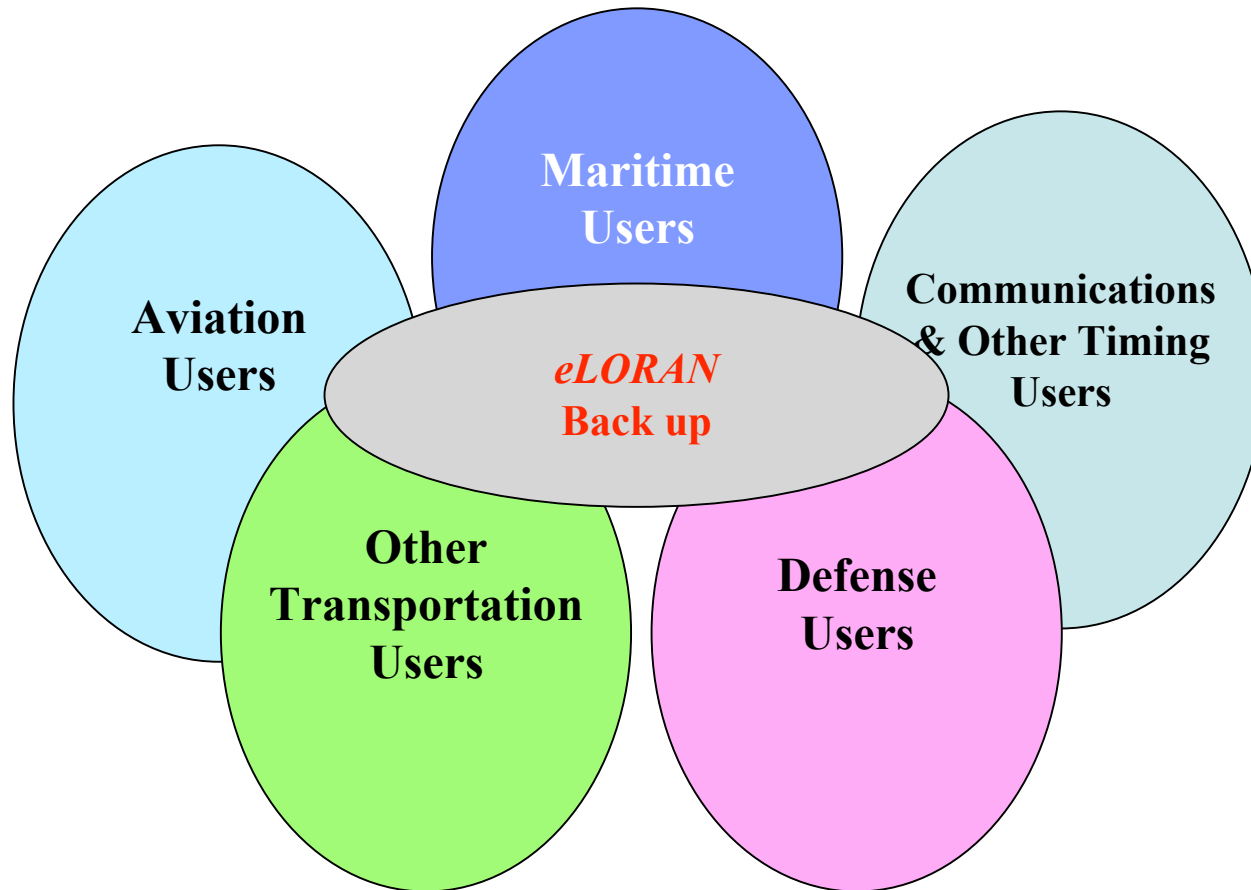 Maritime
Users
Aviation
Users
Communications
& Other Timing
Users
eLORAN
Back up
Other
Transportation
Users
Defense
Users